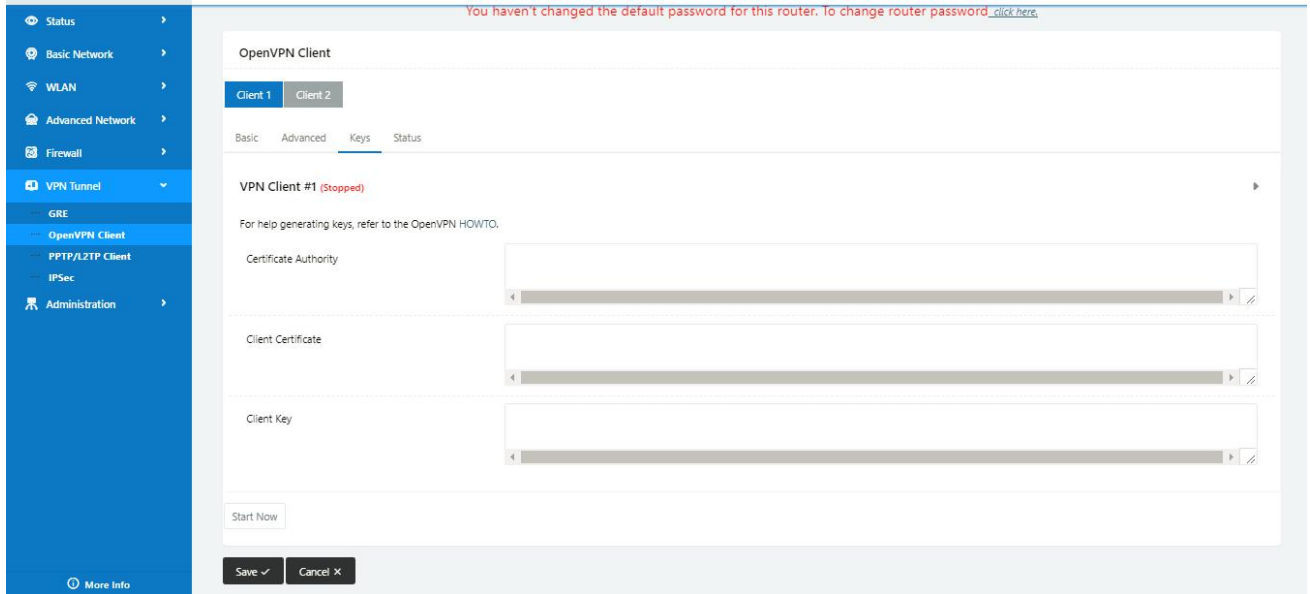 You haven't changed the default password for this router. To change router password click here.
Status
Basic Network
WLAN
Advanced Network
Firewall
VPN Tunnel
GRE
OpenVPN Client
PPTP/L2TP Client
IPSec
Administration
More Info
OpenVPN Client
Client 1 Client 2
Basic Advanced Keys Status
VPN Client #1 (Stopped)
For help generating keys, refer to the OpenVPN HOWTO.
Certificate Authority
Client Certificate
Client Key
Start Now
Save Cancel